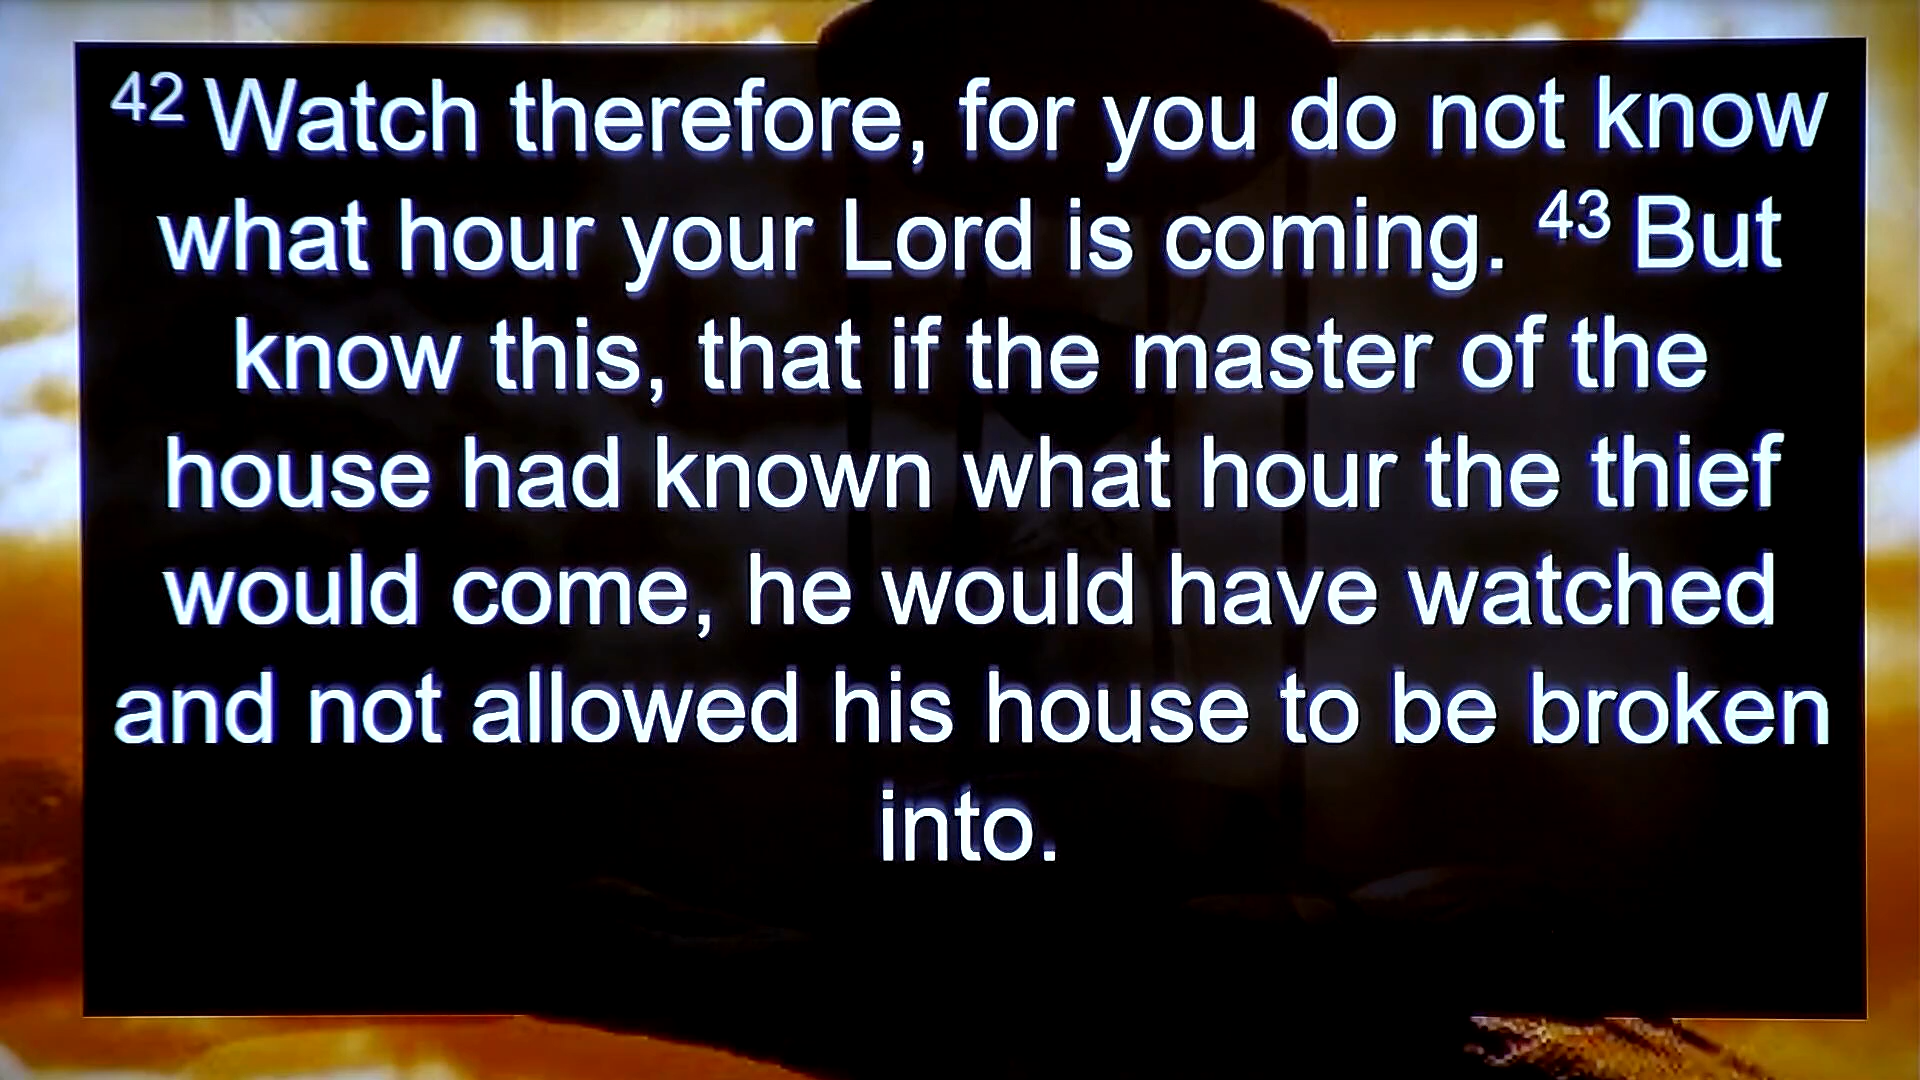 42 Watch therefore, for you do not know
what hour your Lord is coming. 43 But
know this, that if the master of the
house had known what hour the thief
would come, he would have watched
and not allowed his house to be broken
into.